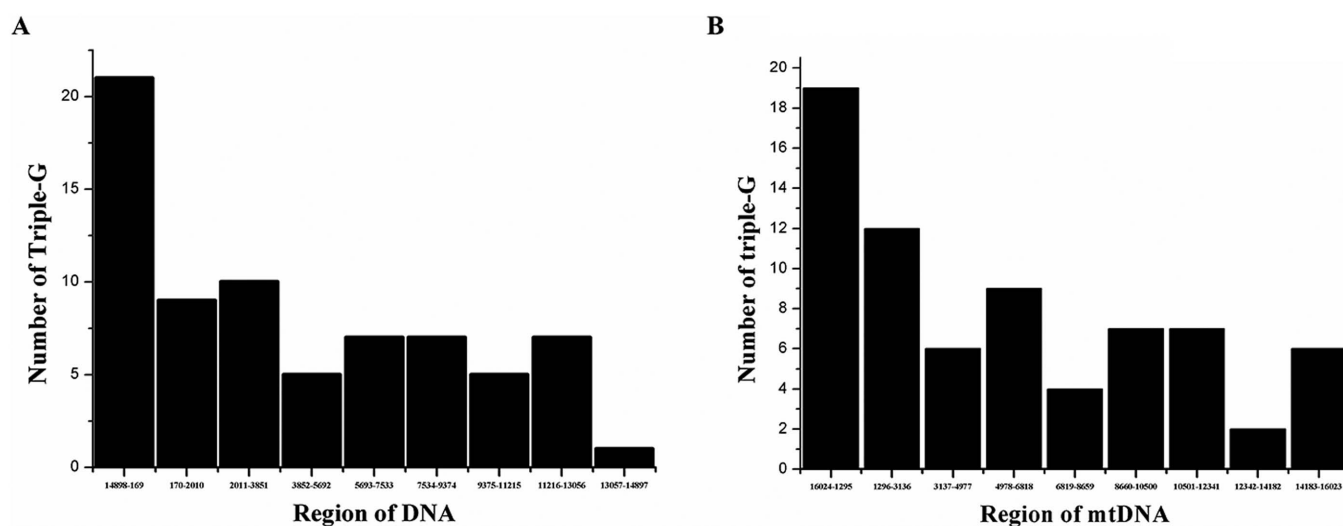 A
Number of Triple-G
20
15
10
5
0
14898-169 170-2010 2011-3851 3852-5692 5693-7533 7534-9374 9375-11215 11216-13056 13057-14897
Region of DNA
B
Number of triple-G
20
18
16
14
12
10
8
6
4
2
0
16024-1295 1296-3136 3137-4977 4978-6818 6819-8659 8660-10500 10501-12341 12342-14182 14183-16023
Region of mtDNA